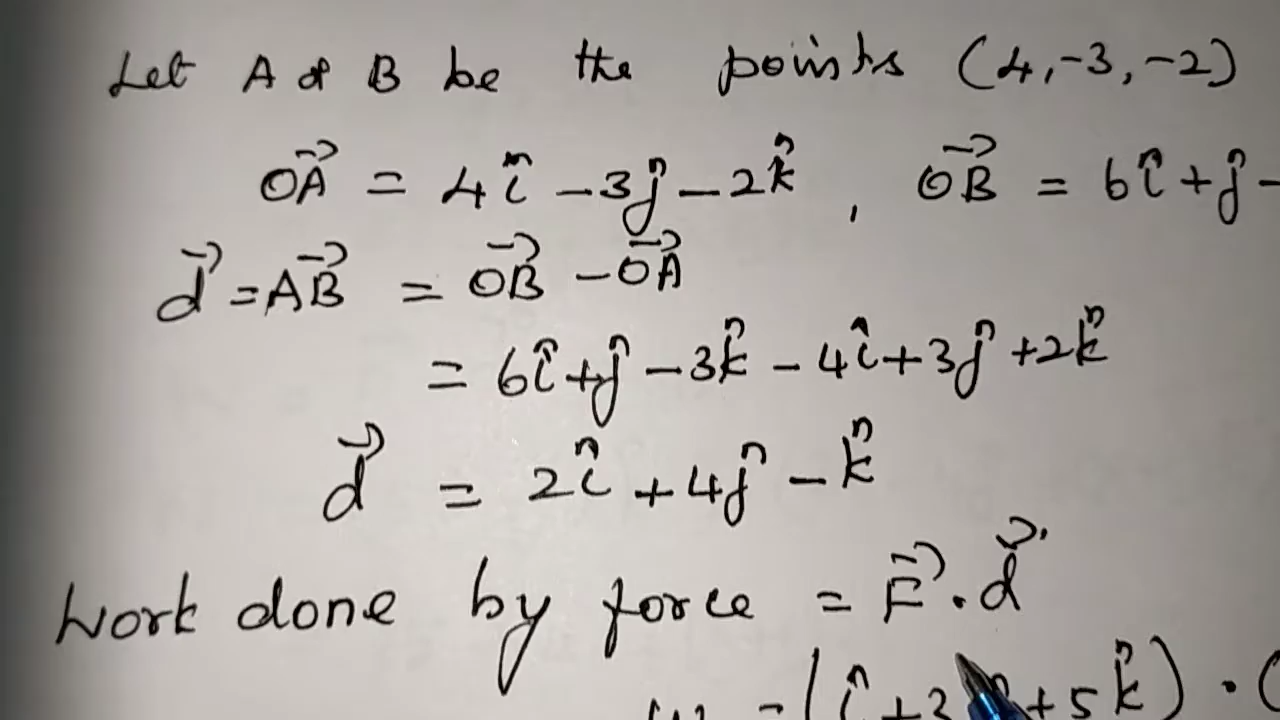 Let A & B be the points (4,-3,-2)
OA⃗ = 4î -3ĵ -2k̂, OB⃗ = 6î+ĵ-
d⃗ = AB⃗ = OB⃗ - OA⃗
= 6î+ĵ -3k̂ -4î+3ĵ+2k̂
d⃗ = 2î +4ĵ - k̂
Work done by force = F⃗.d⃗
= (î + +5k̂) . (